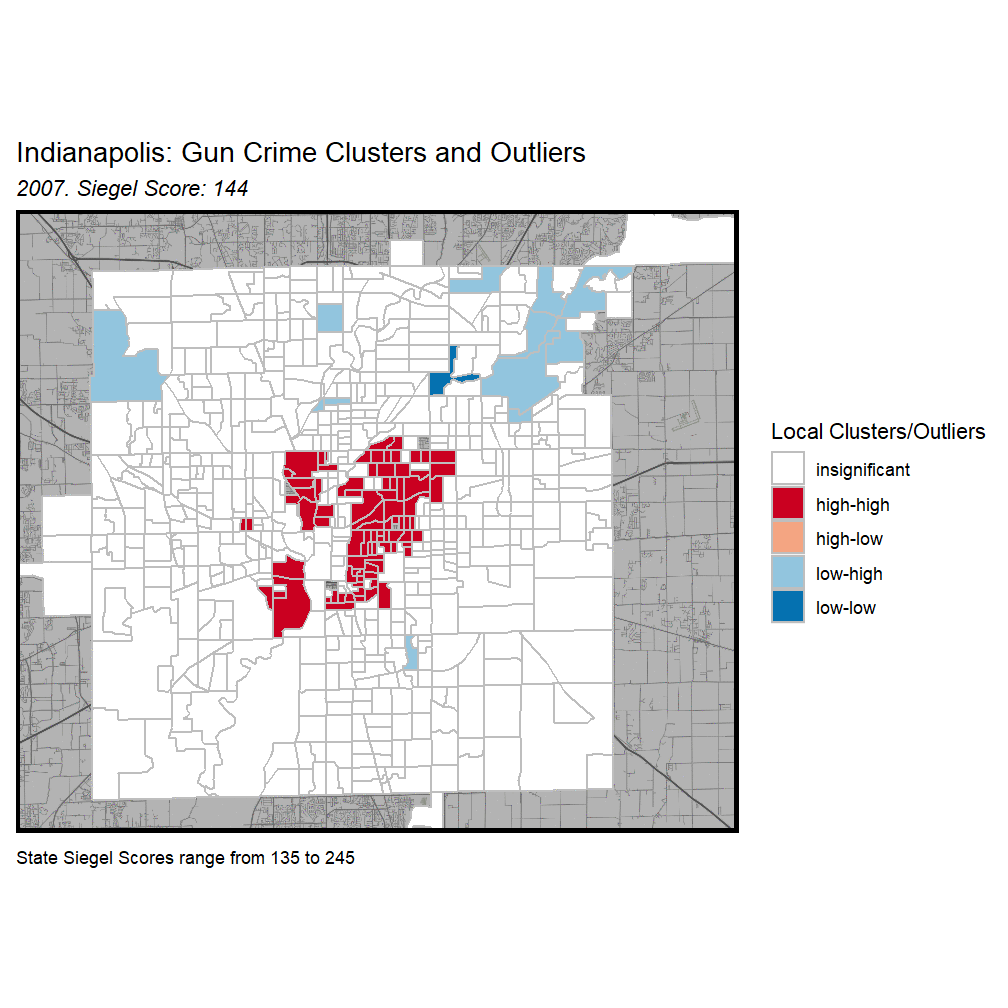 Indianapolis: Gun Crime Clusters and Outliers
2007. Siegel Score: 144
Local Clusters/Outliers
insignificant
high-high
high-low
low-high
low-low
State Siegel Scores range from 135 to 245